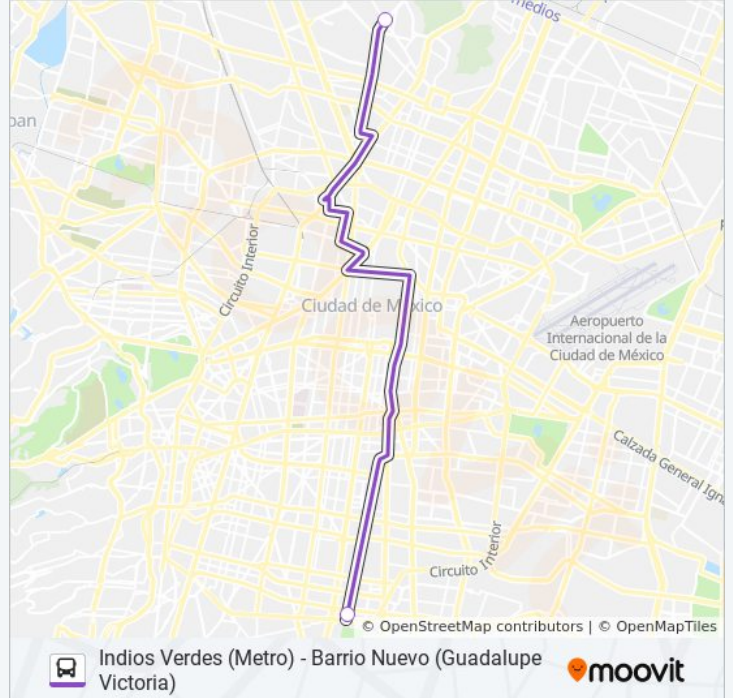 medios
pan
Circuito Interior
Ciudad de México
Aeropuerto
Internacional de la
Ciudad de México
Calzada General Igna
Circuito Interior
© OpenStreetMap contributors | © OpenMapTiles
Indios Verdes (Metro) - Barrio Nuevo (Guadalupe
Victoria)
moovit